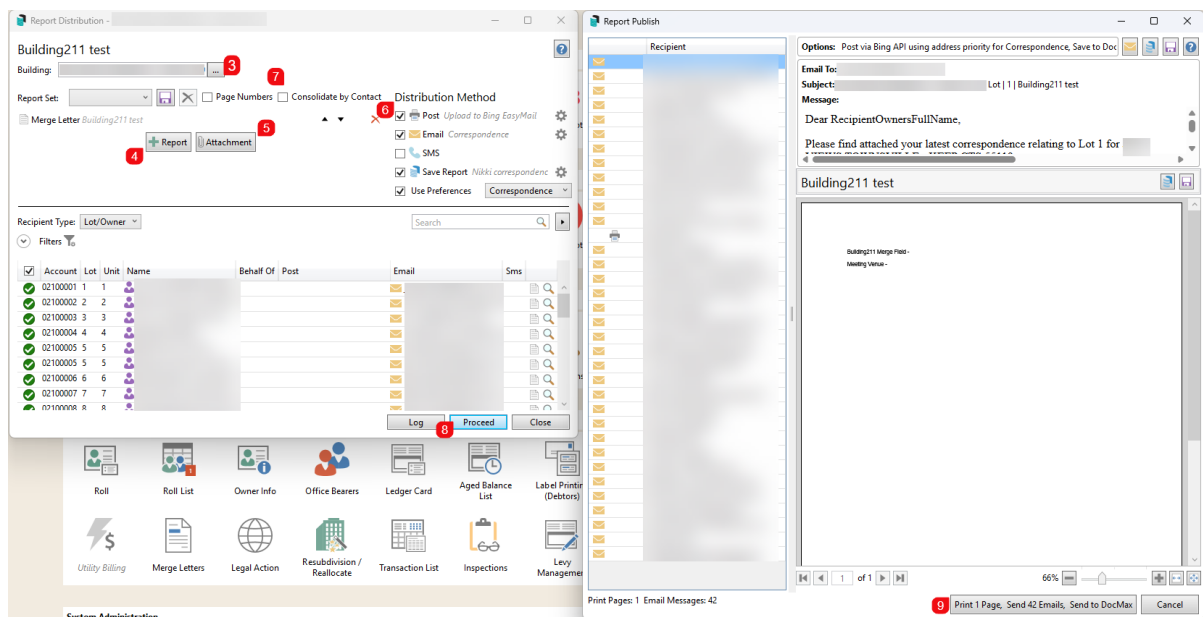 Report Distribution -
Building211 test
Building:
...
3
7
Report Set:
Page Numbers
Consolidate by Contact
Distribution Method
6
Post Upload to Bing EasyMail
Merge Letter Building211 test
Email Correspondence
5
4
Report
Attachment
SMS
Save Report Nikki correspondenc
Use Preferences
Correspondence
Recipient Type: Lot/Owner
Search
Filters
Account Lot Unit Name Behalf Of Post Email Sms
02100001 1 1
02100002 2 2
02100003 3 3
02100004 4 4
02100005 5 5
02100005 5 5
02100006 6 6
02100007 7 7
02100008 8 8
8
Log
Proceed
Close
Roll
Roll List
Owner Info
Office Bearers
Ledger Card
Aged Balance List
Label Printin (Debtors)
Utility Billing
Merge Letters
Legal Action
Resubdivision / Reallocate
Transaction List
Inspections
Levy Managemen
System Administration
Report Publish
Recipient
Options: Post via Bing API using address priority for Correspondence, Save to Doc
Email To:
Subject: Lot | 1 | Building211 test
Message:
Dear RecipientOwnersFullName,
Please find attached your latest correspondence relating to Lot 1 for
Building211 test
Building211 Merge Field -
Meeting Venue -
1 of 1
66%
Print Pages: 1 Email Messages: 42
9
Print 1 Page, Send 42 Emails, Send to DocMax
Cancel